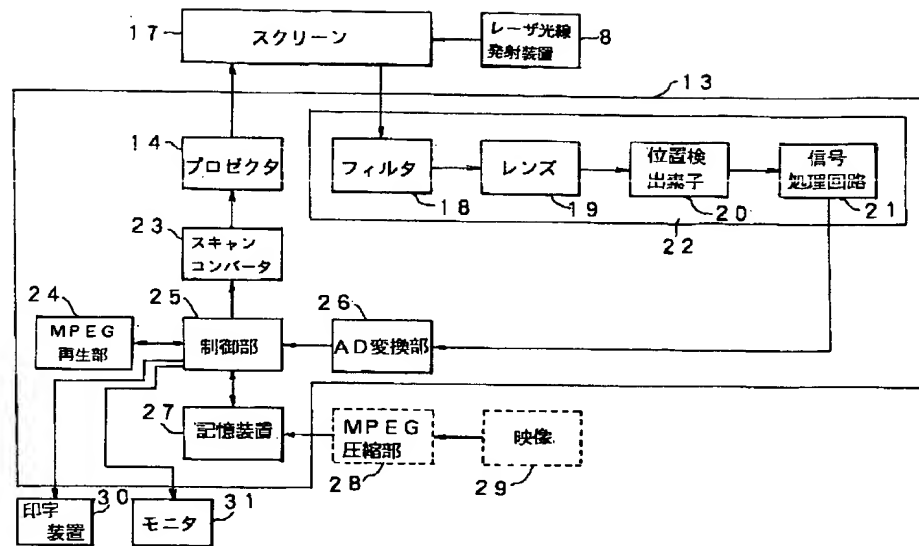 17
スクリーン
レーザ光線
発射装置
8
13
14
プロゼクタ
フィルタ
18
レンズ
19
位置検
出素子
20
信号
処理回路
21
22
23
スキャン
コンバータ
24
MPEG
再生部
25
制御部
26
AD変換部
27
記憶装置
MPEG
圧縮部
28
映像
29
印字
装置
30
モニタ
31